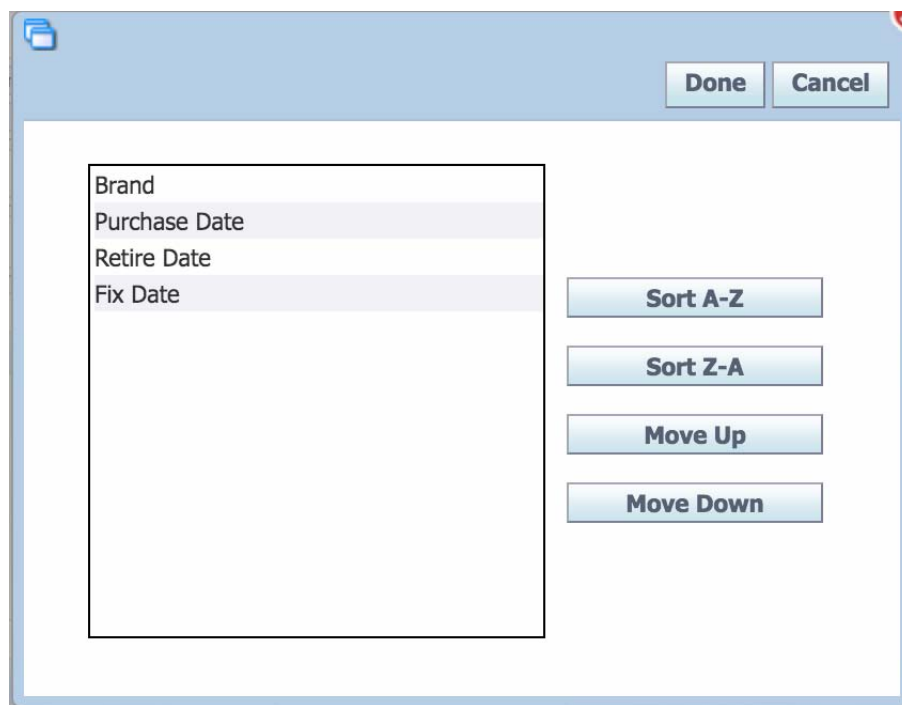 Done Cancel
Brand
Purchase Date
Retire Date
Fix Date
Sort A-Z
Sort Z-A
Move Up
Move Down